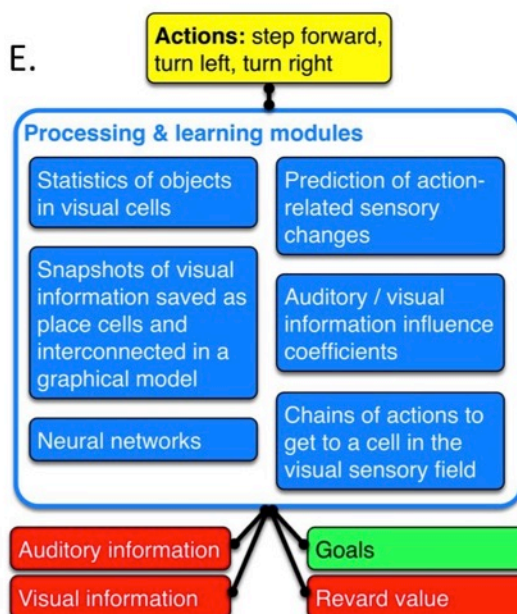 E.
Actions: step forward,
turn left, turn right
Processing & learning modules
Statistics of objects
in visual cells
Snapshots of visual
information saved as
place cells and
interconnected in a
graphical model
Neural networks
Prediction of action-
related sensory
changes
Auditory / visual
information influence
coefficients
Chains of actions to
get to a cell in the
visual sensory field
Auditory information
Visual information
Goals
Revard value